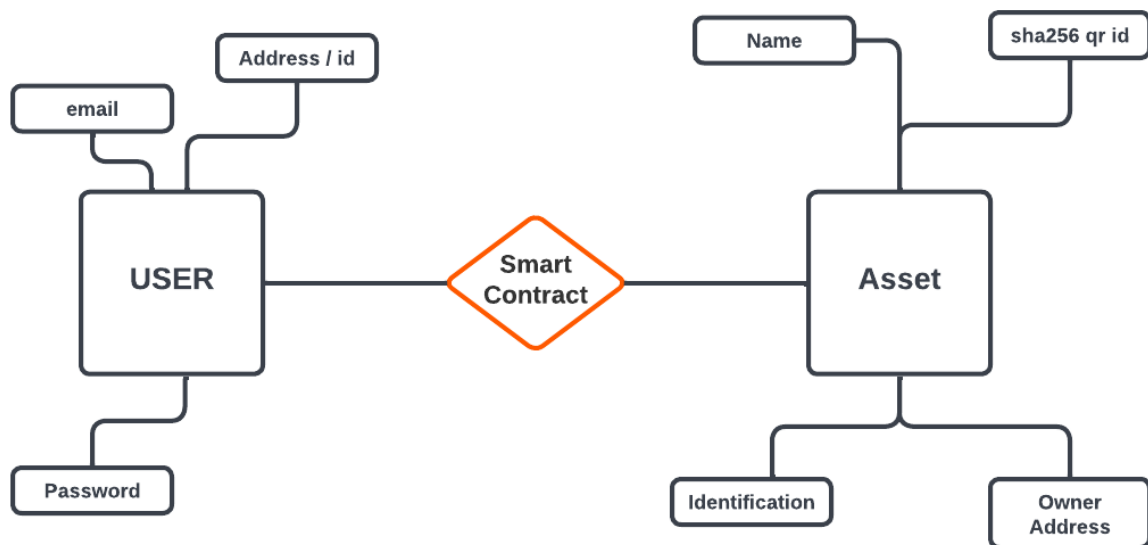 Name
sha256 qr id
Address / id
email
USER
Smart
Contract
Asset
Password
Identification
Owner
Address